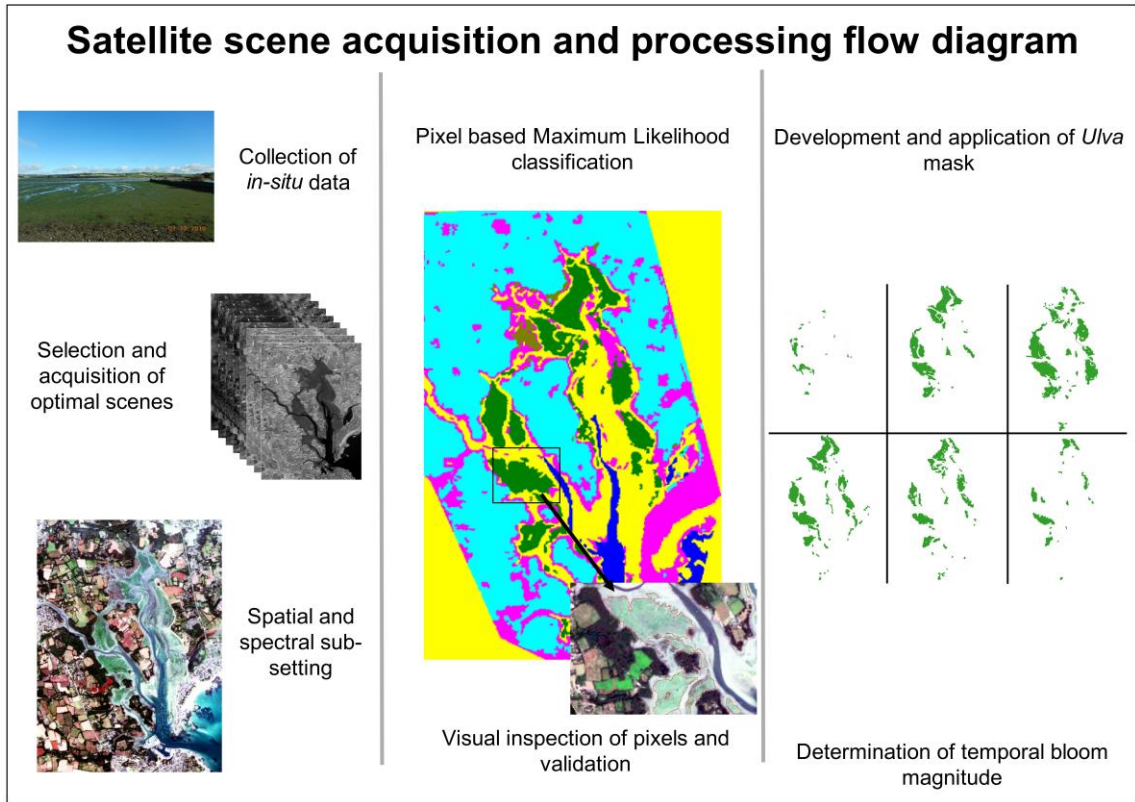 Satellite scene acquisition and processing flow diagram
Collection of
in-situ data
Selection and
acquisition of
optimal scenes
Spatial and
spectral sub-
setting
Pixel based Maximum Likelihood
classification
Visual inspection of pixels and
validation
Development and application of Ulva
mask
Determination of temporal bloom
magnitude